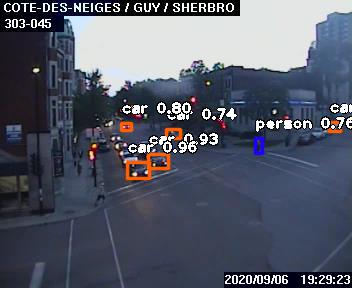 COTE-DES-NEIGES / GUY / SHERBRO
303-045
car 0.80
car 0.74
car
person 0.76
car 0.93
car 0.96
2020/09/06 19:29:23